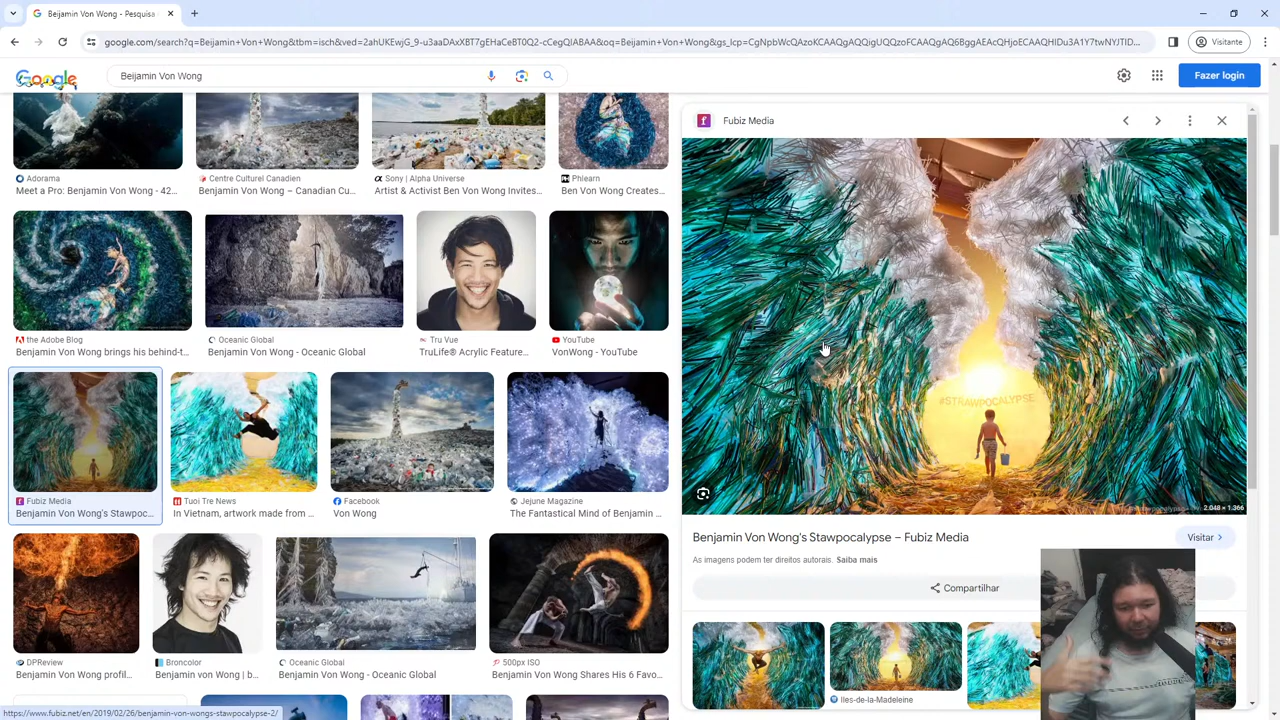 Beijamin Von Wong - Pesquisa
google.com/search?q=Beijamin+Von+Wong&tbm=isch&ved=2ahUKEwjG_9-u3aaDAxXBT7gEHaCeBT0Q2-cCegQIABAA&oq=Beijamin+Von+Wong&gs_lcp=CgNpbWcQAzoKCAAQgAQQigUQQzoFCAAQgAQ6BggAEAcQHjoECAAQHlDu3A1Y7twNYJTID...
Visitante
Google
Beijamin Von Wong
Fazer login
Adorama
Meet a Pro: Benjamin Von Wong - 42...
Centre Culturel Canadien
Benjamin Von Wong – Canadian Cu...
Sony | Alpha Universe
Artist & Activist Ben Von Wong Invites...
Phlearn
Ben Von Wong Creates...
the Adobe Blog
Benjamin Von Wong brings his behind-t...
Oceanic Global
Benjamin Von Wong - Oceanic Global
Tru Vue
TruLife® Acrylic Feature...
YouTube
VonWong - YouTube
Fubiz Media
Benjamin Von Wong's Stawpoc...
Tuoi Tre News
In Vietnam, artwork made from ...
Facebook
Von Wong
Jejune Magazine
The Fantastical Mind of Benjamin ...
DPReview
Benjamin Von Wong profil...
Broncolor
Benjamin von Wong | b...
Oceanic Global
Benjamin Von Wong - Oceanic Global
500px ISO
Benjamin Von Wong Shares His 6 Favo...
https://www.fubiz.net/en/2019/02/26/benjamin-von-wongs-stawpocalypse-2/
Fubiz Media
#STRAWPOCALYPSE
2.048 × 1.366
Benjamin Von Wong's Stawpocalypse – Fubiz Media
Visitar
As imagens podem ter direitos autorais. Saiba mais
Compartilhar
Iles-de-la-Madeleine